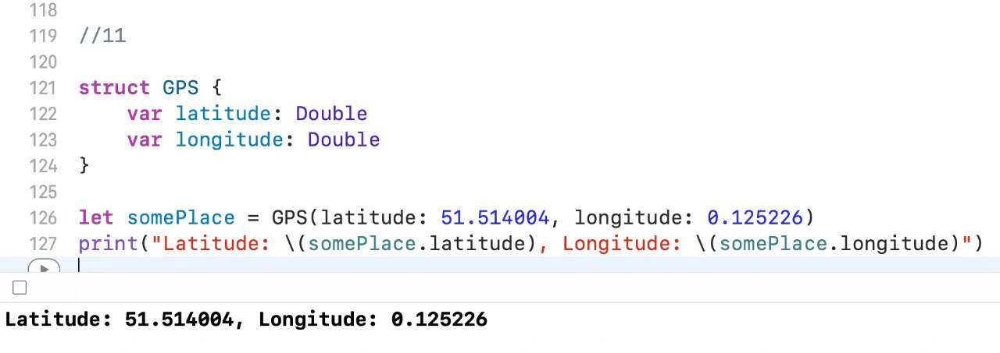 118
119 //11
120
121 struct GPS {
122     var latitude: Double
123     var longitude: Double
124 }
125
126 let somePlace = GPS(latitude: 51.514004, longitude: 0.125226)
127 print("Latitude: \(somePlace.latitude), Longitude: \(somePlace.longitude)")
Latitude: 51.514004, Longitude: 0.125226